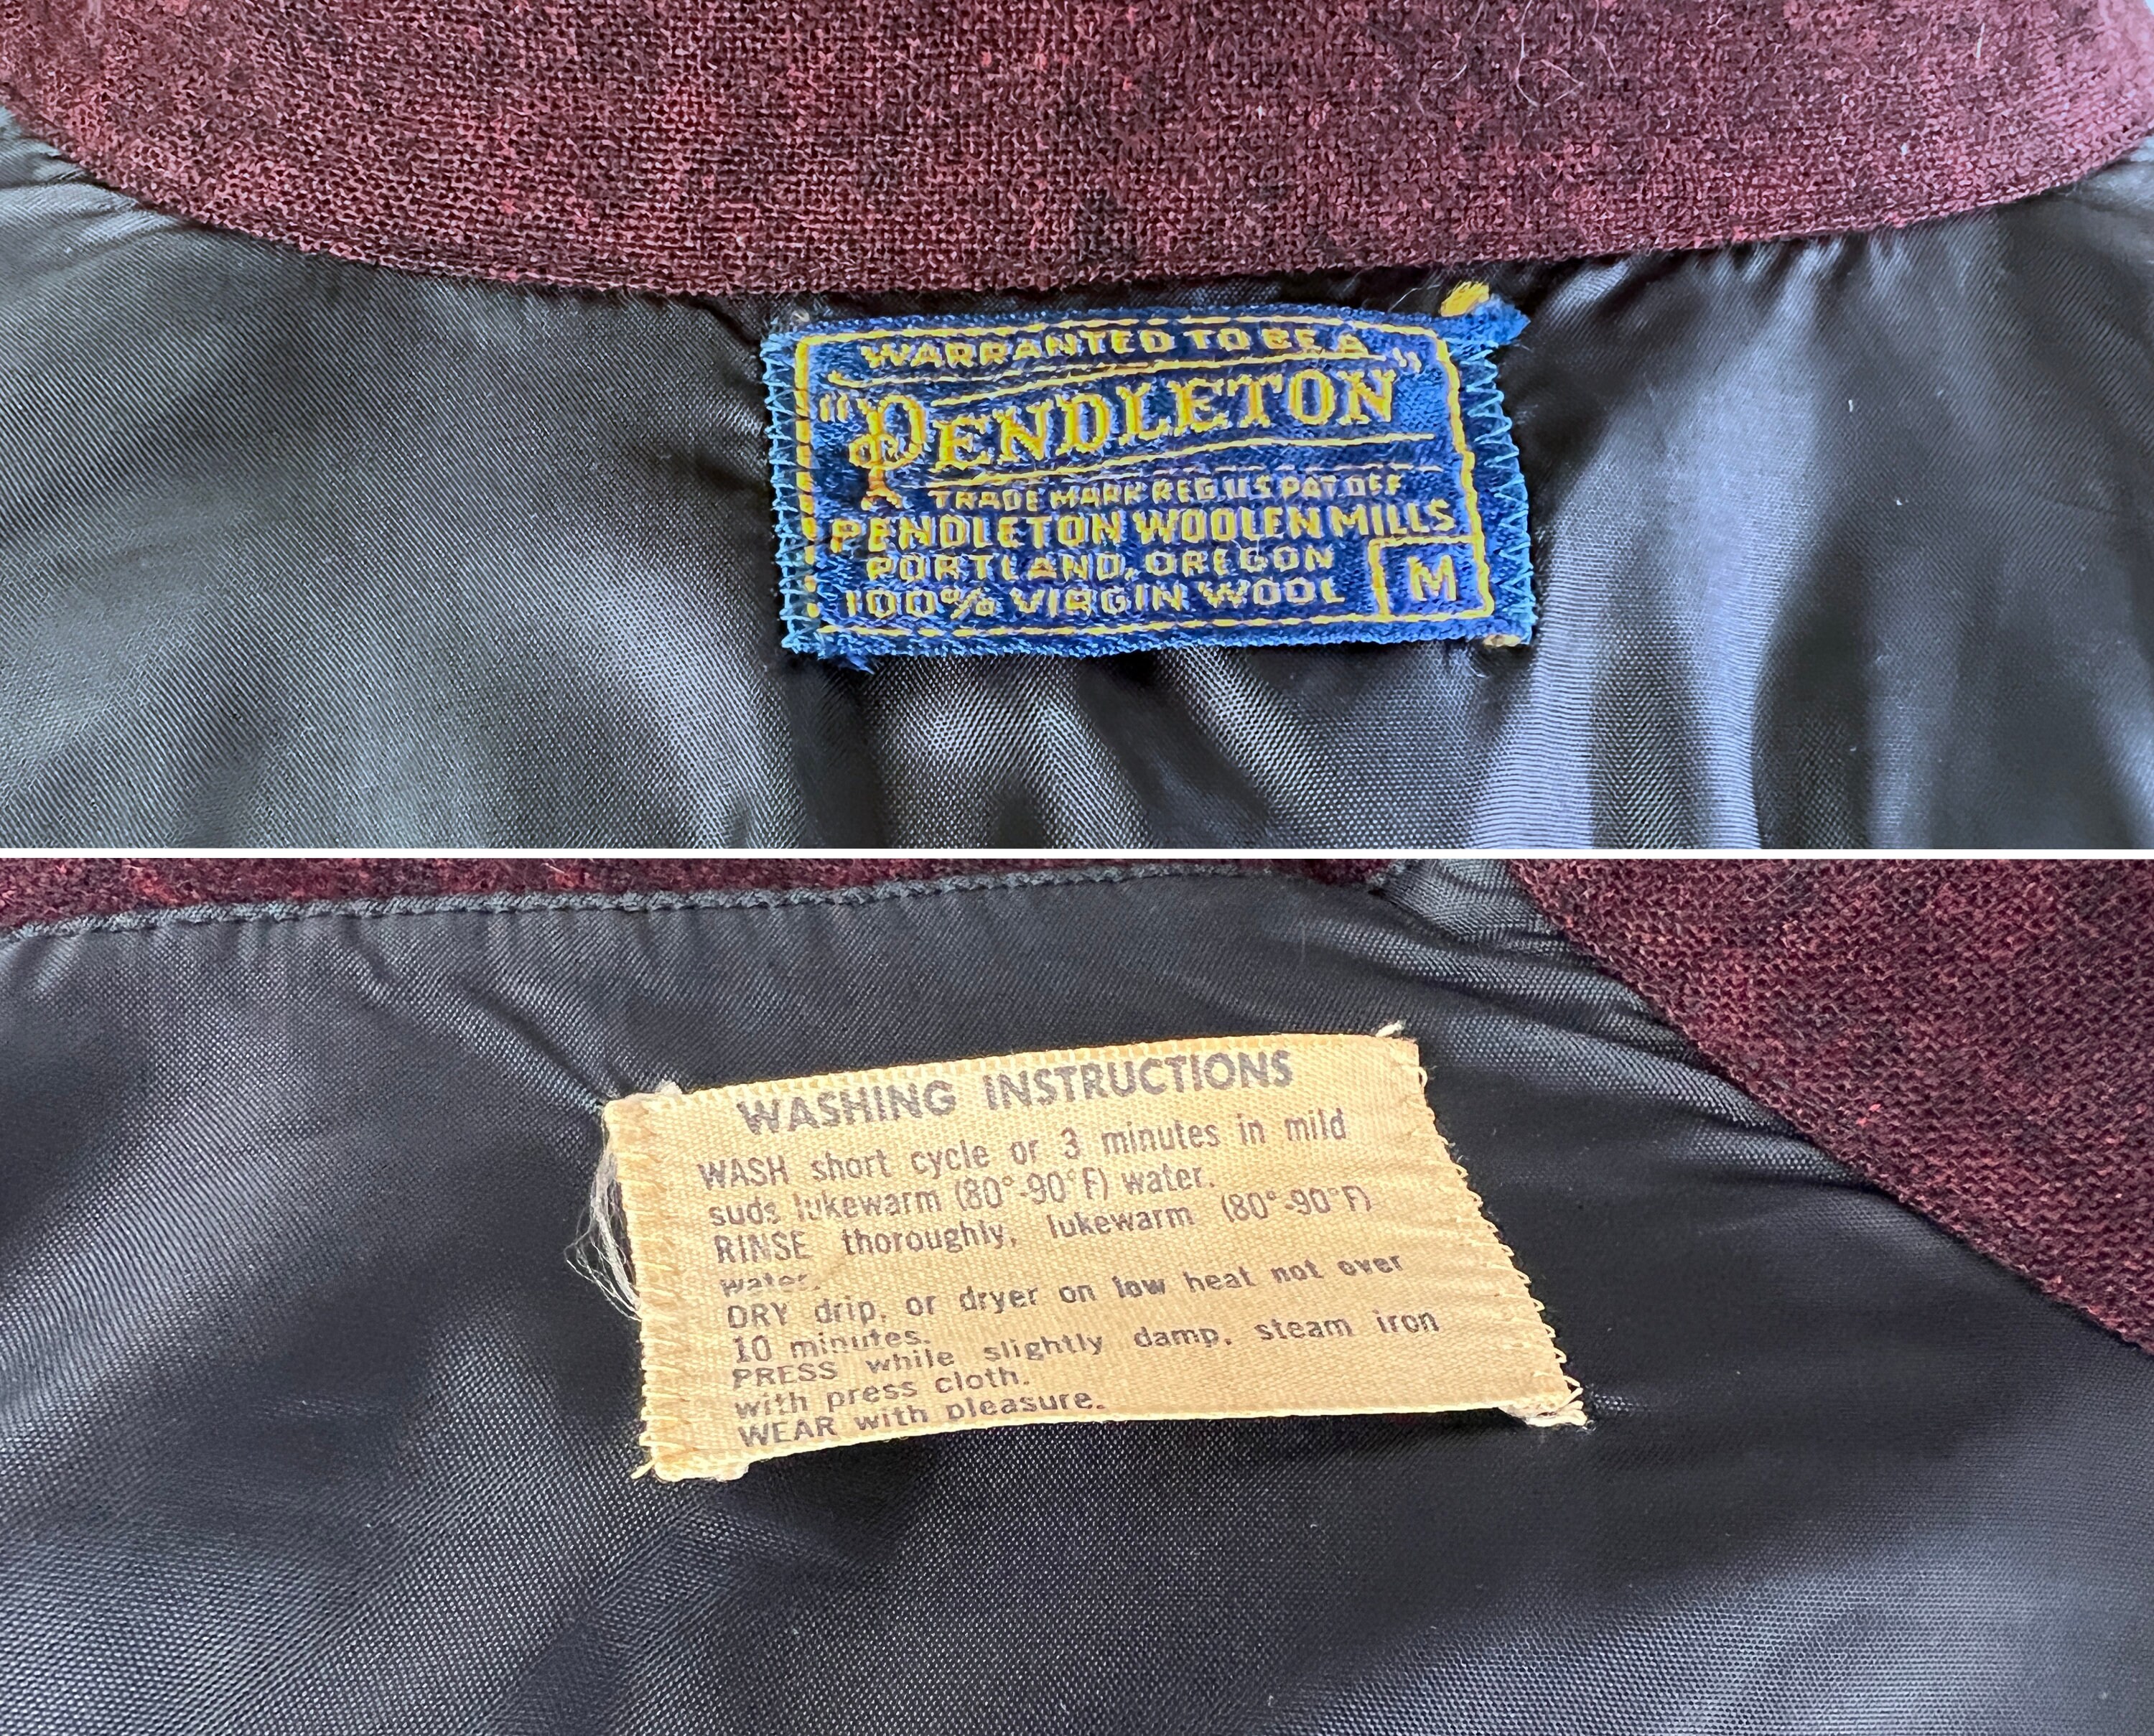 WARRANTED TO BE A
"PENDLETON"
TRADE MARK REG. U.S. PAT. OFF
PENDLETON WOOLEN MILLS
PORTLAND, OREGON
100% VIRGIN WOOL M
WASHING INSTRUCTIONS
WASH short cycle or 3 minutes in mild
suds lukewarm (80°-90°F) water.
RINSE thoroughly, lukewarm (80°-90°F)
water.
DRY drip, or dryer on low heat not over
10 minutes.
PRESS while slightly damp, steam iron
with press cloth.
WEAR with pleasure.